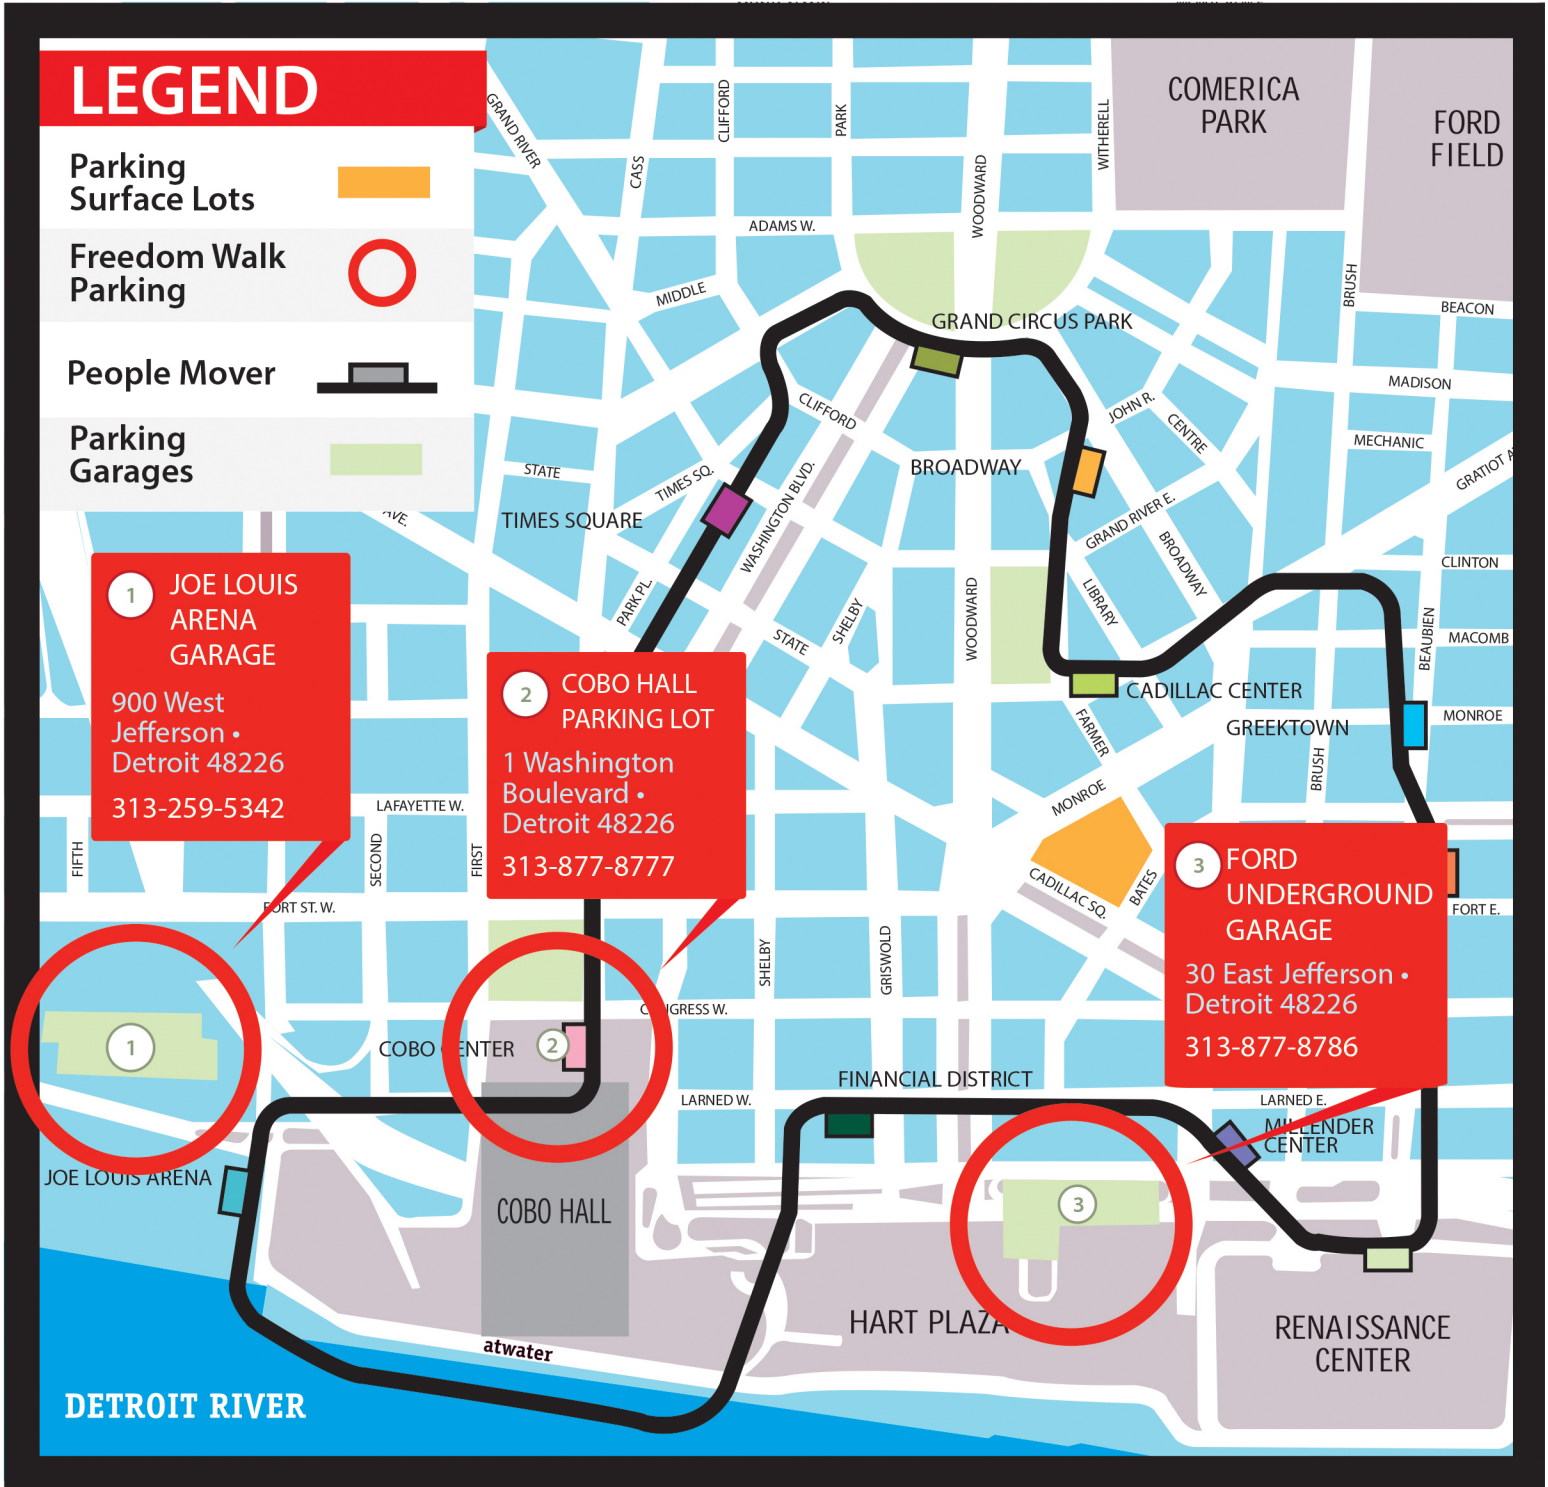 LEGEND
Parking
Surface Lots
Freedom Walk
Parking
People Mover
Parking
Garages
GRAND RIVER
CASS
CLIFFORD
PARK
WOODWARD
WITHERELL
COMERICA
PARK
FORD
FIELD
ADAMS W.
MIDDLE
BRUSH
BEACON
GRAND CIRCUS PARK
MADISON
CLIFFORD
JOHN R.
CENTRE
MECHANIC
GRATIOT A
STATE
TIMES SQ.
BROADWAY
TIMES SQUARE
AVE.
WASHINGTON BLVD.
GRAND RIVER E.
BROADWAY
CLINTON
PARK PL.
SHELBY
STATE
WOODWARD
LIBRARY
BEAUBIEN
MACOMB
1
JOE LOUIS
ARENA
GARAGE
900 West
Jefferson •
Detroit 48226
313-259-5342
2
COBO HALL
PARKING LOT
1 Washington
Boulevard •
Detroit 48226
313-877-8777
CADILLAC CENTER
GREEKTOWN
MONROE
FARMER
BRUSH
MONROE
LAFAYETTE W.
FIFTH
SECOND
FIRST
CADILLAC SQ.
BATES
3
FORD
UNDERGROUND
GARAGE
30 East Jefferson •
Detroit 48226
313-877-8786
FORT E.
FORT ST. W.
SHELBY
GRISWOLD
CONGRESS W.
1
COBO CENTER
2
FINANCIAL DISTRICT
LARNED W.
LARNED E.
MILLENDER
CENTER
JOE LOUIS ARENA
COBO HALL
3
HART PLAZA
RENAISSANCE
CENTER
atwater
DETROIT RIVER